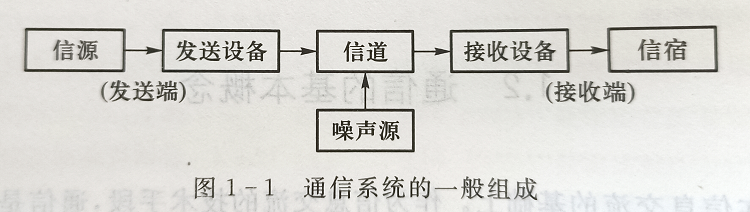 信源 发送设备 信道 接收设备 信宿
(发送端) (接收端)
噪声源
图1-1 通信系统的一般组成